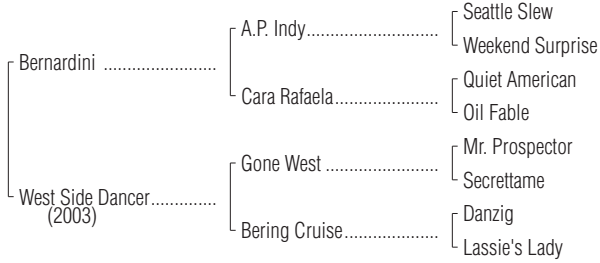 Seattle Slew
A.P. Indy..............................
Weekend Surprise
Bernardini ..........................
Quiet American
Cara Rafaela........................
Oil Fable
Mr. Prospector
Gone West ..........................
Secrettame
West Side Dancer...............
(2003)
Danzig
Bering Cruise......................
Lassie's Lady